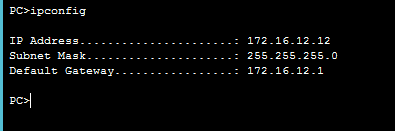 PC>ipconfig
IP Address......................: 172.16.12.12
Subnet Mask.....................: 255.255.255.0
Default Gateway.................: 172.16.12.1
PC>